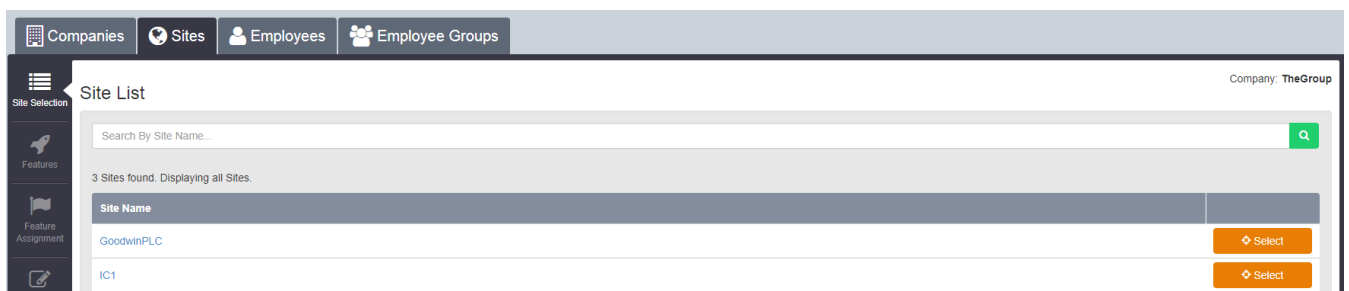 Companies
Sites
Employees
Employee Groups
Company: TheGroup
Site Selection
Site List
Search By Site Name...
Features
3 Sites found. Displaying all Sites.
Site Name
Feature
Assignment
GoodwinPLC
Select
IC1
Select